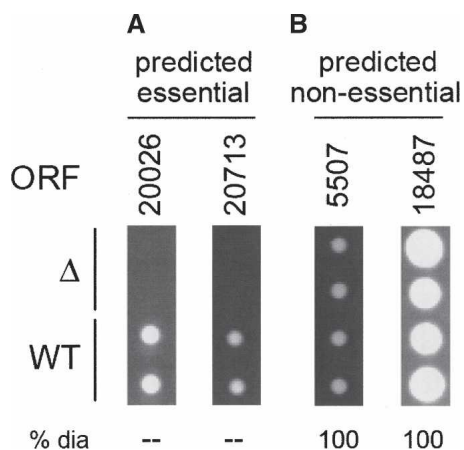 A B
predicted essential predicted non-essential
ORF 20026 20713 5507 18487
Δ
WT
% dia -- -- 100 100